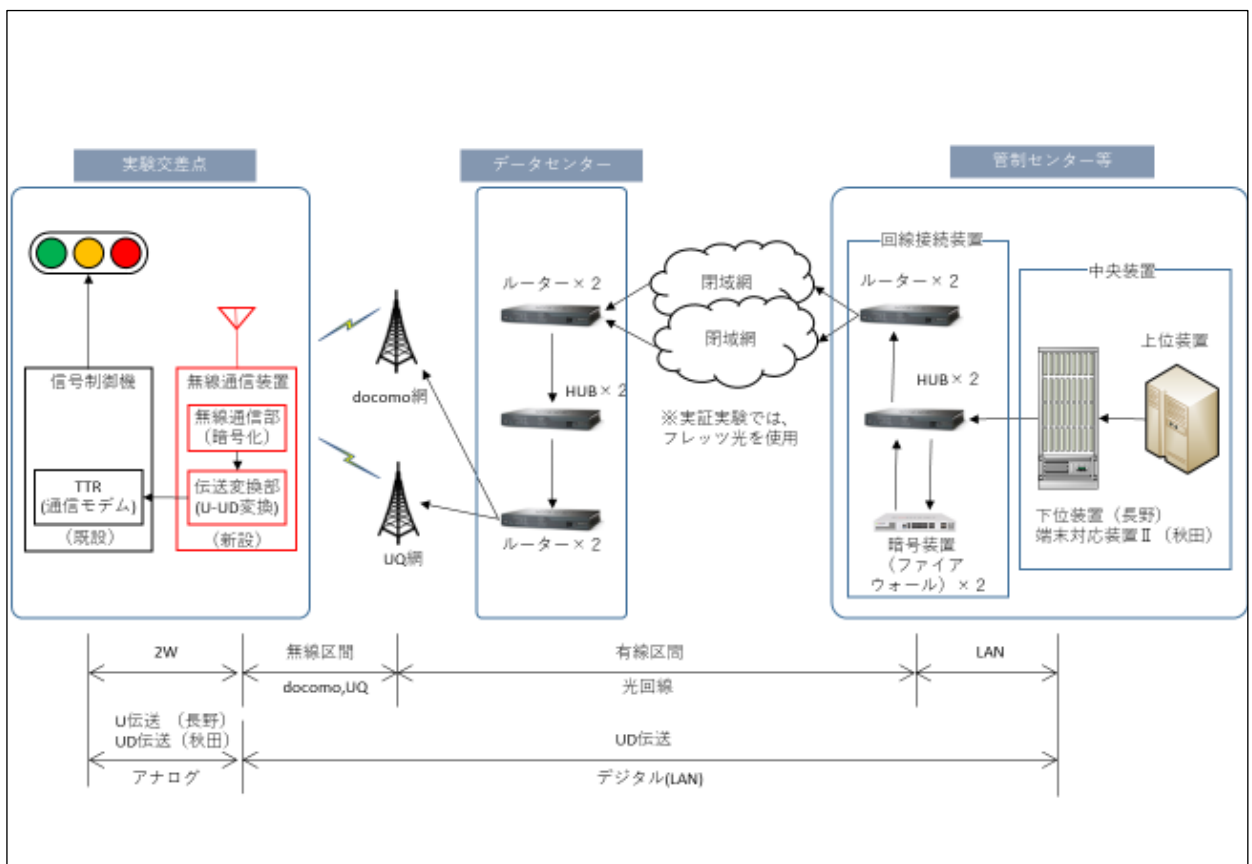 実験交差点
データセンター
管制センター等
信号制御機
TTR
(通信モデム)
（既設）
無線通信装置
無線通信部
（暗号化）
伝送変換部
(U-UD変換)
（新設）
docomo網
UQ網
ルーター×２
HUB×２
ルーター×２
閉域網
閉域網
※実証実験では、
フレッツ光を使用
回線接続装置
ルーター×２
HUB×２
暗号装置
（ファイア
ウォール）×２
中央装置
上位装置
下位装置（長野）
端末対応装置Ⅱ（秋田）
2W
無線区間
有線区間
LAN
docomo,UQ
光回線
U伝送 （長野）
UD伝送（秋田）
UD伝送
アナログ
デジタル(LAN)